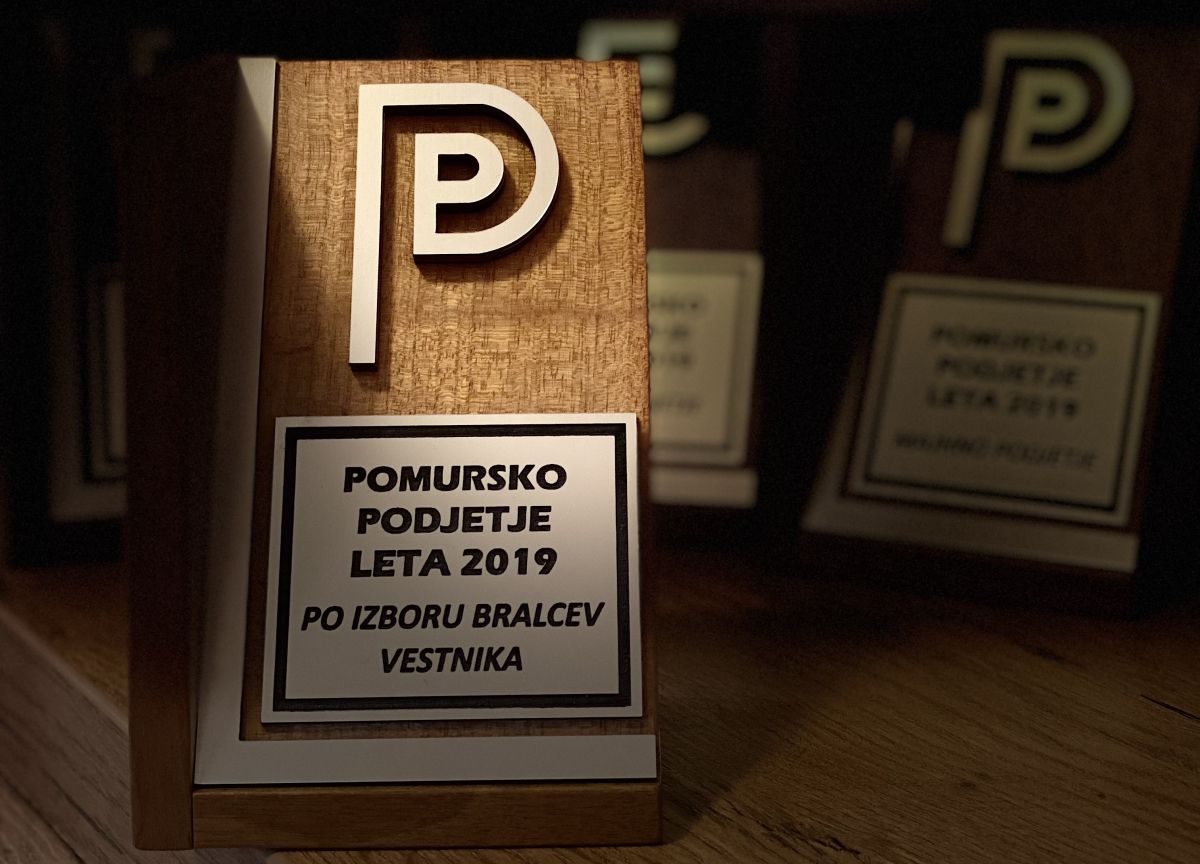 POMURSKO
PODJETJE
LETA 2019
PO IZBORU BRALCEV
VESTNIKA
POMURSKO
PODJETJE
LETA 2019